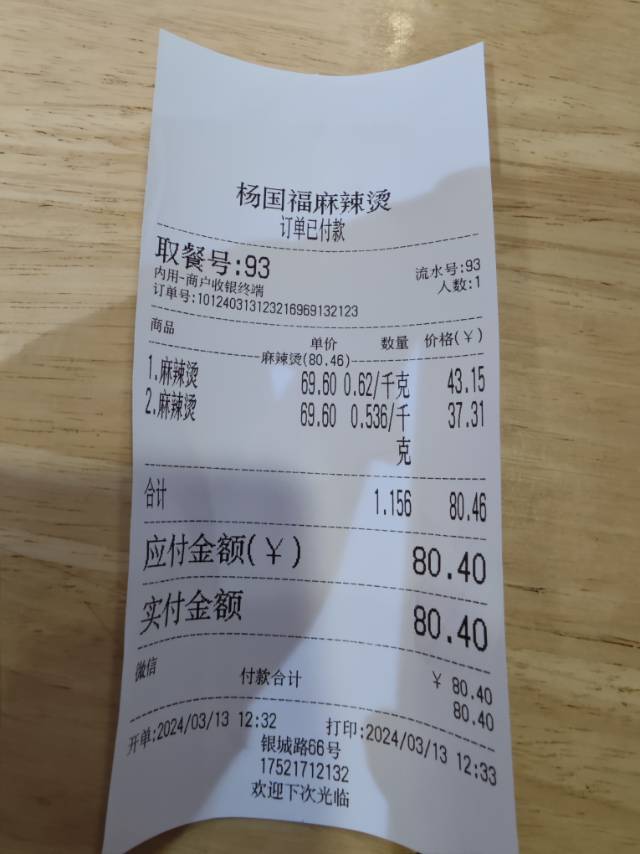 杨国福麻辣烫
订单已付款
取餐号:93 流水号:93
内用-商户收银终端 人数:1
订单号:101240313123216969132123
商品 单价 数量 价格(￥)
麻辣烫(80.46)
1.麻辣烫 69.60 0.62/千克 43.15
2.麻辣烫 69.60 0.536/千 37.31
克
合计 1.156 80.46
应付金额(￥) 80.40
实付金额 80.40
微信 ￥ 80.40
付款合计 80.40
开单:2024/03/13 12:32 打印:2024/03/13 12:33
银城路66号
17521712132
欢迎下次光临